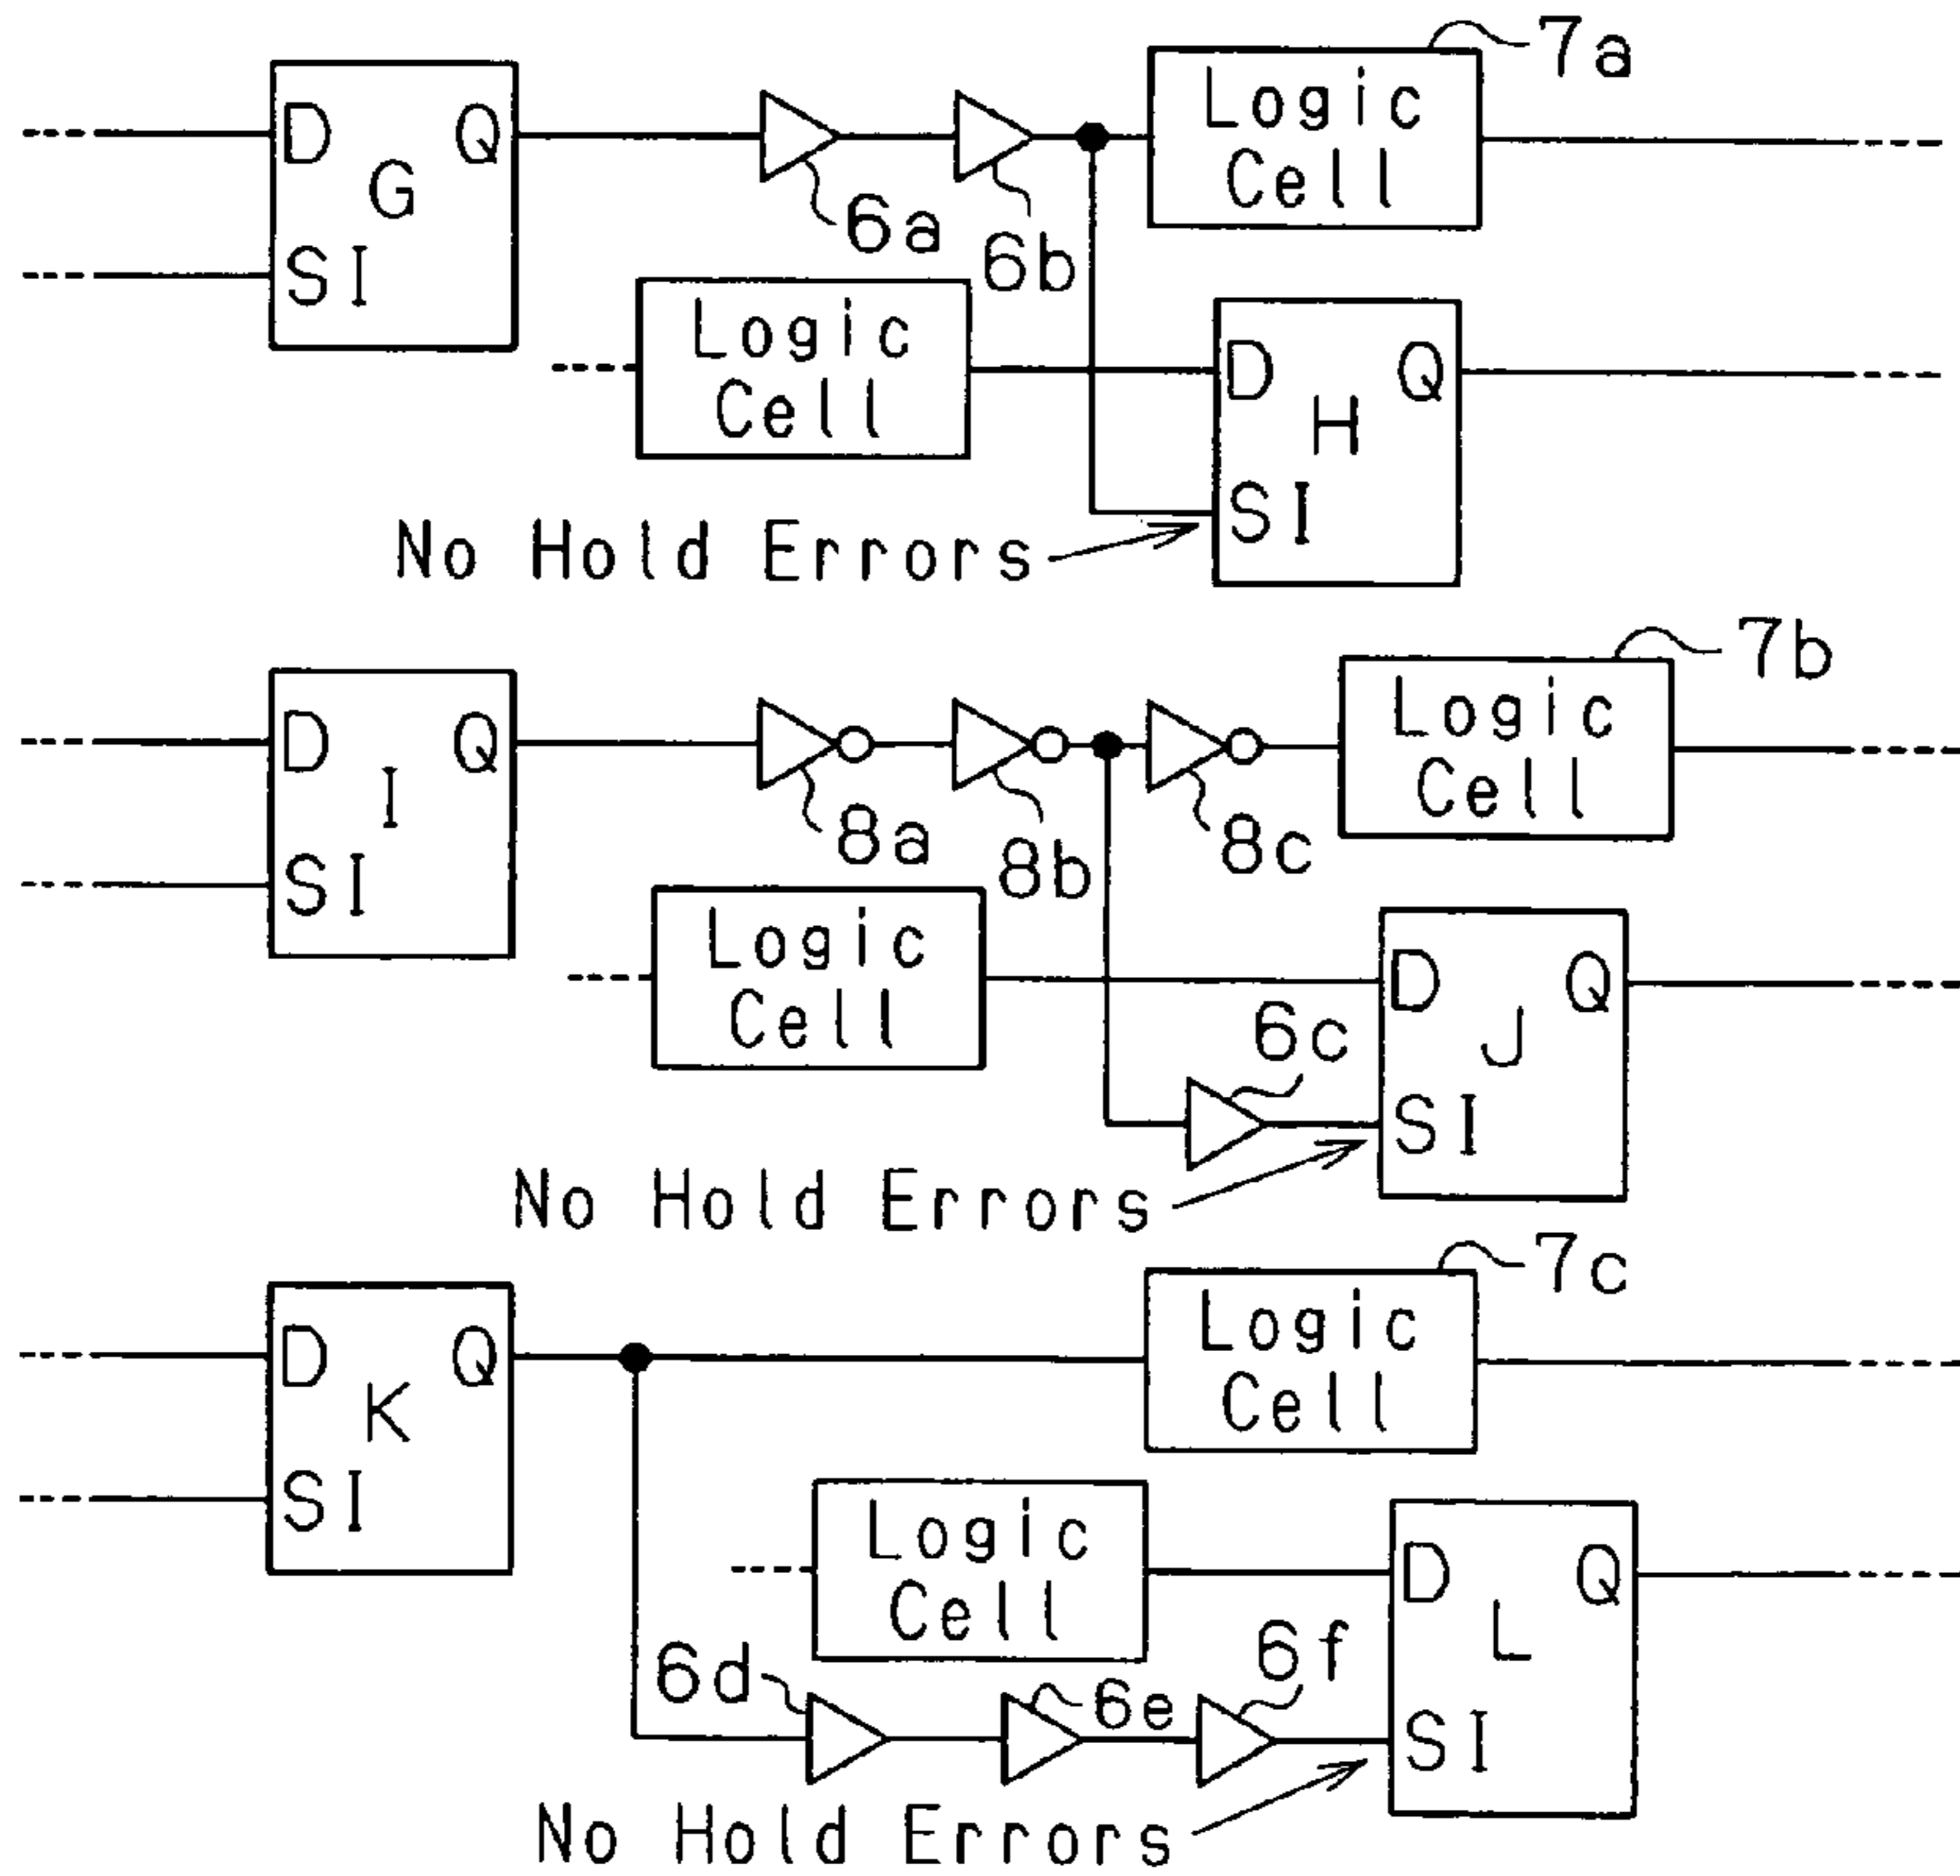 7a
Logic
Cell
D Q
G
SI
6a
6b
Logic
Cell
D Q
H
SI
No Hold Errors
7b
Logic
Cell
D Q
I
SI
8a
8b
8c
Logic
Cell
D Q
J
SI
6c
No Hold Errors
7c
Logic
Cell
D Q
K
SI
Logic
Cell
D Q
L
SI
6d
6e
6f
No Hold Errors